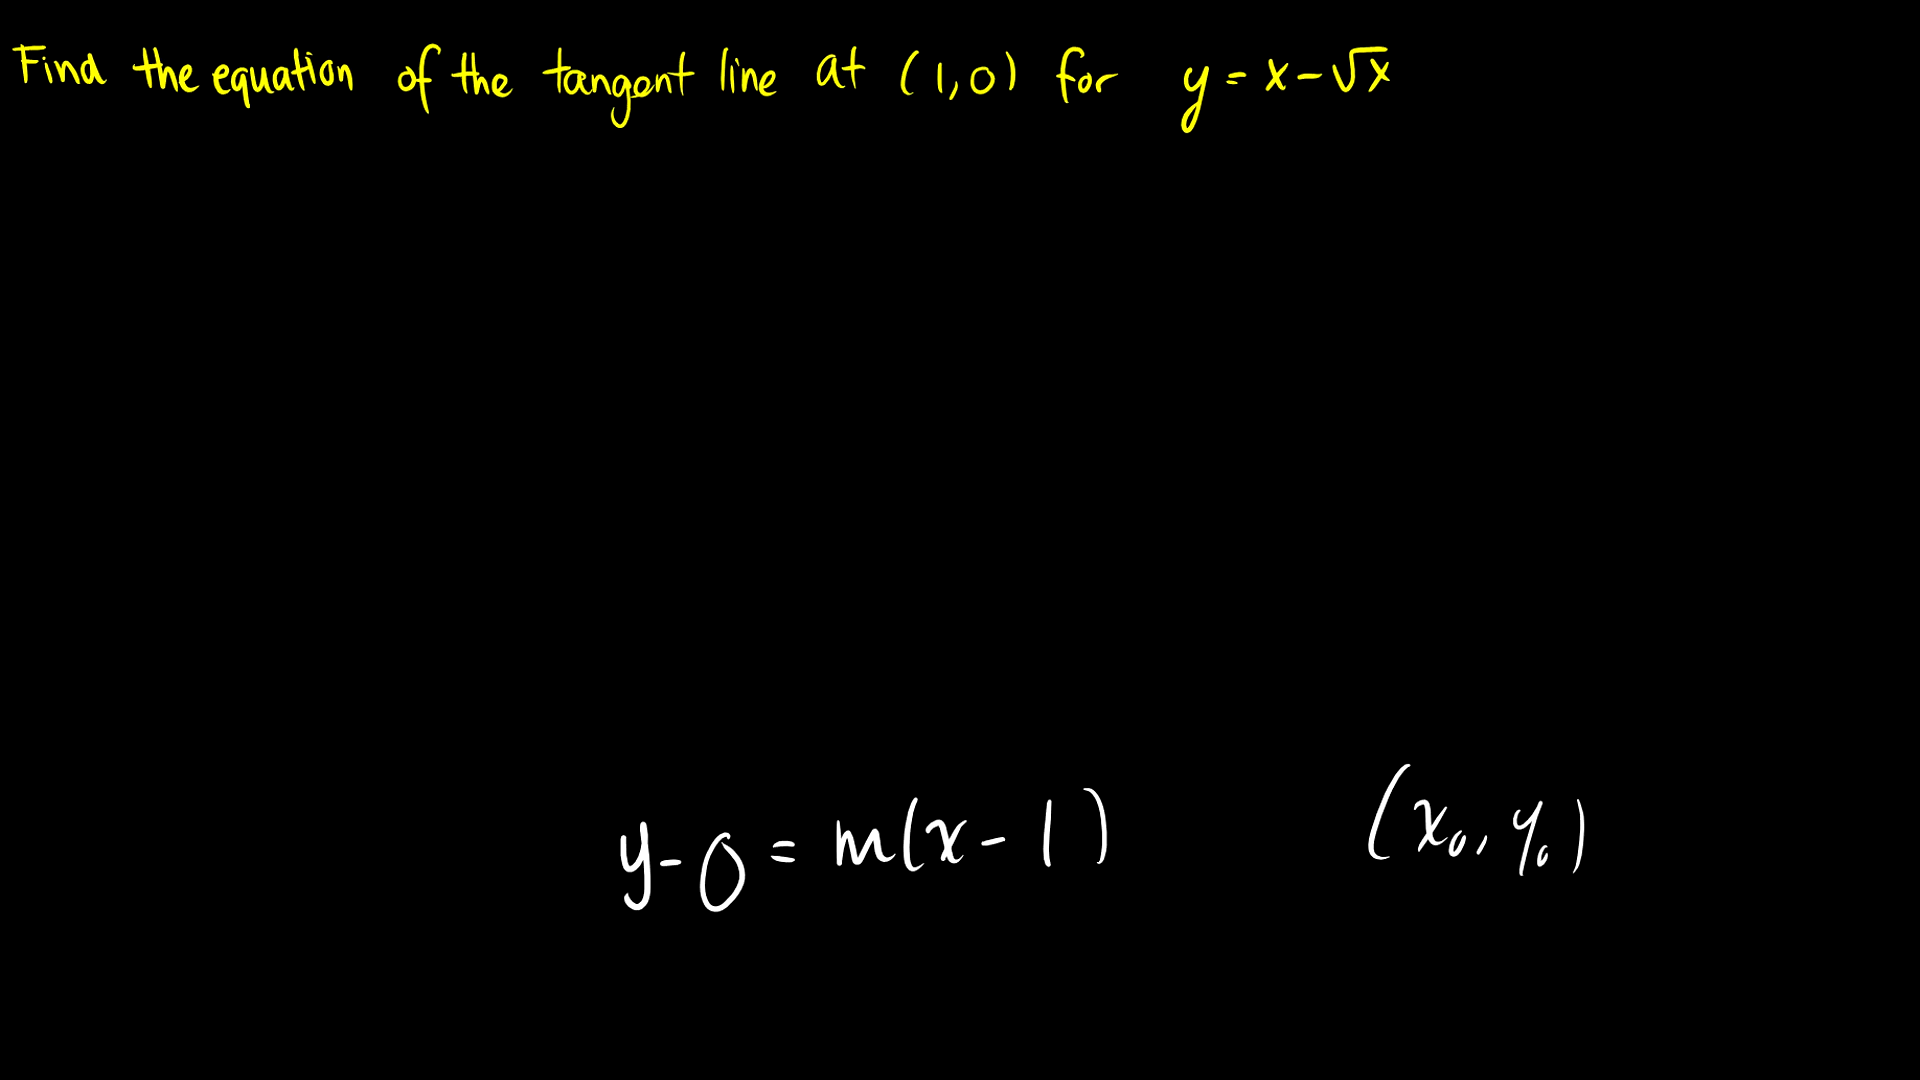 Find the equation of the tangent line at (1,0) for y = x - √x
y - 0 = m(x - 1) (x₀, y₀)